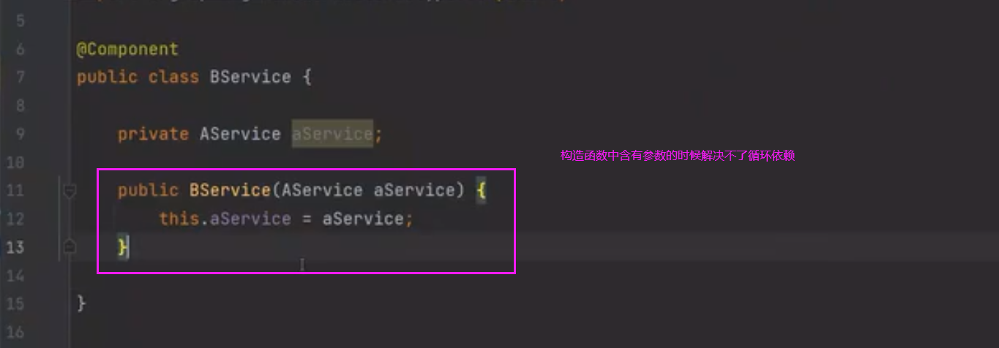 5
6 @Component
7 public class BService {
8
9 private AService aService;
10
构造函数中含有参数的时候解决不了循环依赖
11 public BService(AService aService) {
12 this.aService = aService;
13 }
14
15 }
16